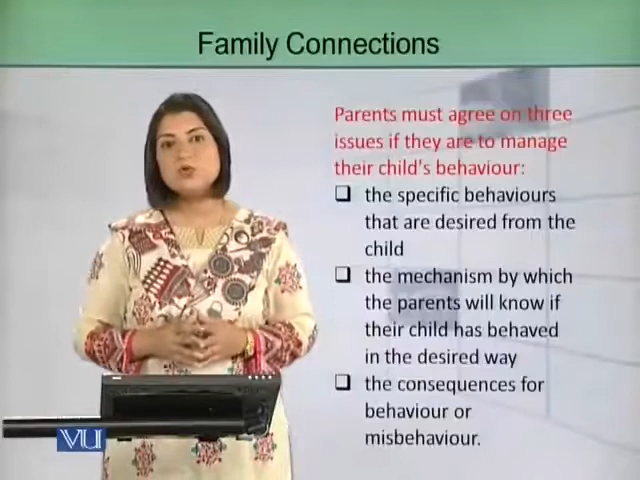 Family Connections
Parents must agree on three
issues if they are to manage
their child's behaviour:
❑ the specific behaviours
that are desired from the
child
❑ the mechanism by which
the parents will know if
their child has behaved
in the desired way
❑ the consequences for
behaviour or
misbehaviour.
VU